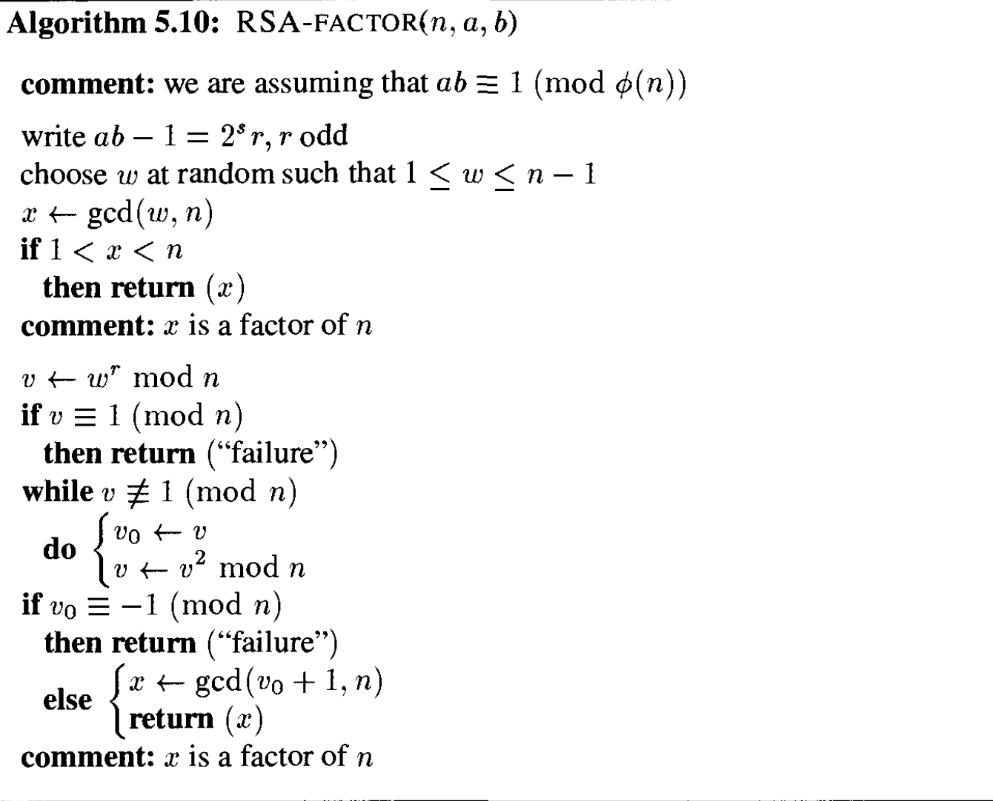 Algorithm 5.10: RSA-FACTOR(n, a, b)
comment: we are assuming that ab ≡ 1 (mod ϕ(n))
write ab − 1 = 2^s r, r odd
choose w at random such that 1 ≤ w ≤ n − 1
x ← gcd(w, n)
if 1 < x < n
then return (x)
comment: x is a factor of n
v ← w^r mod n
if v ≡ 1 (mod n)
then return (“failure”)
while v ≢ 1 (mod n)
do { v₀ ← v
v ← v² mod n
if v₀ ≡ −1 (mod n)
then return (“failure”)
else { x ← gcd(v₀ + 1, n)
return (x)
comment: x is a factor of n